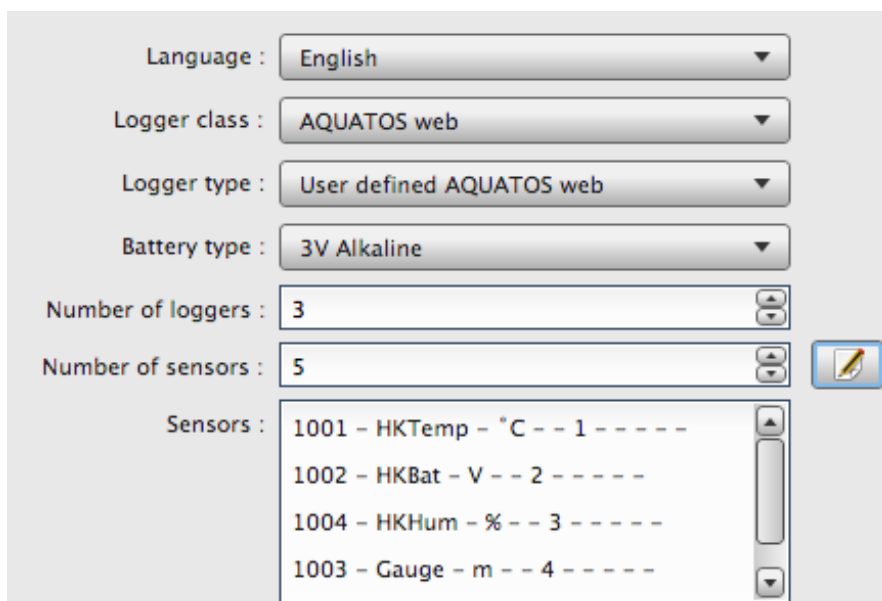 Language : English
Logger class : AQUATOS web
Logger type : User defined AQUATOS web
Battery type : 3V Alkaline
Number of loggers : 3
Number of sensors : 5
Sensors : 1001 – HKTemp – ˚C – – 1 – – – – –
1002 – HKBat – V – – 2 – – – – –
1004 – HKHum – % – – 3 – – – – –
1003 – Gauge – m – – 4 – – – – –